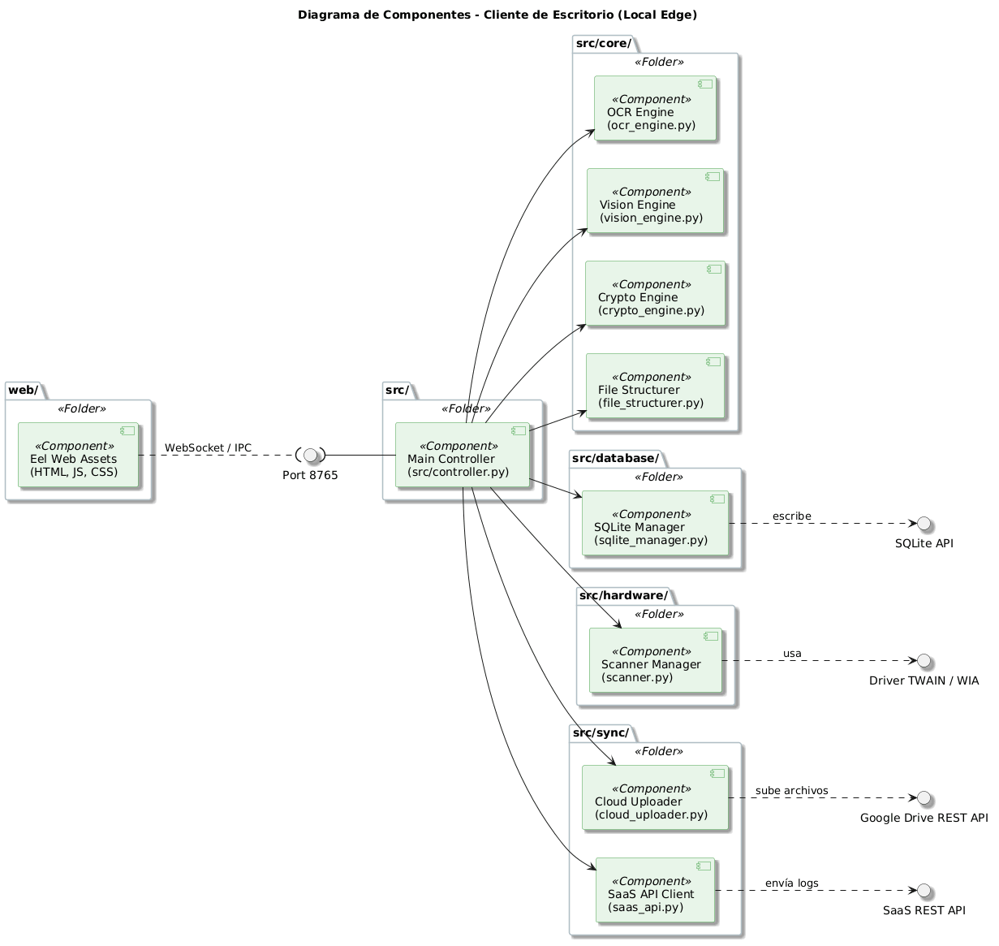 Diagrama de Componentes - Cliente de Escritorio (Local Edge)
src/core/
«Folder»
«Component»
OCR Engine
(ocr_engine.py)
«Component»
Vision Engine
(vision_engine.py)
«Component»
Crypto Engine
(crypto_engine.py)
«Component»
File Structurer
(file_structurer.py)
web/
«Folder»
«Component»
Eel Web Assets
(HTML, JS, CSS)
WebSocket / IPC
Port 8765
src/
«Folder»
«Component»
Main Controller
(src/controller.py)
src/database/
«Folder»
«Component»
SQLite Manager
(sqlite_manager.py)
escribe
SQLite API
src/hardware/
«Folder»
«Component»
Scanner Manager
(scanner.py)
usa
Driver TWAIN / WIA
src/sync/
«Folder»
«Component»
Cloud Uploader
(cloud_uploader.py)
sube archivos
Google Drive REST API
«Component»
SaaS API Client
(saas_api.py)
envía logs
SaaS REST API